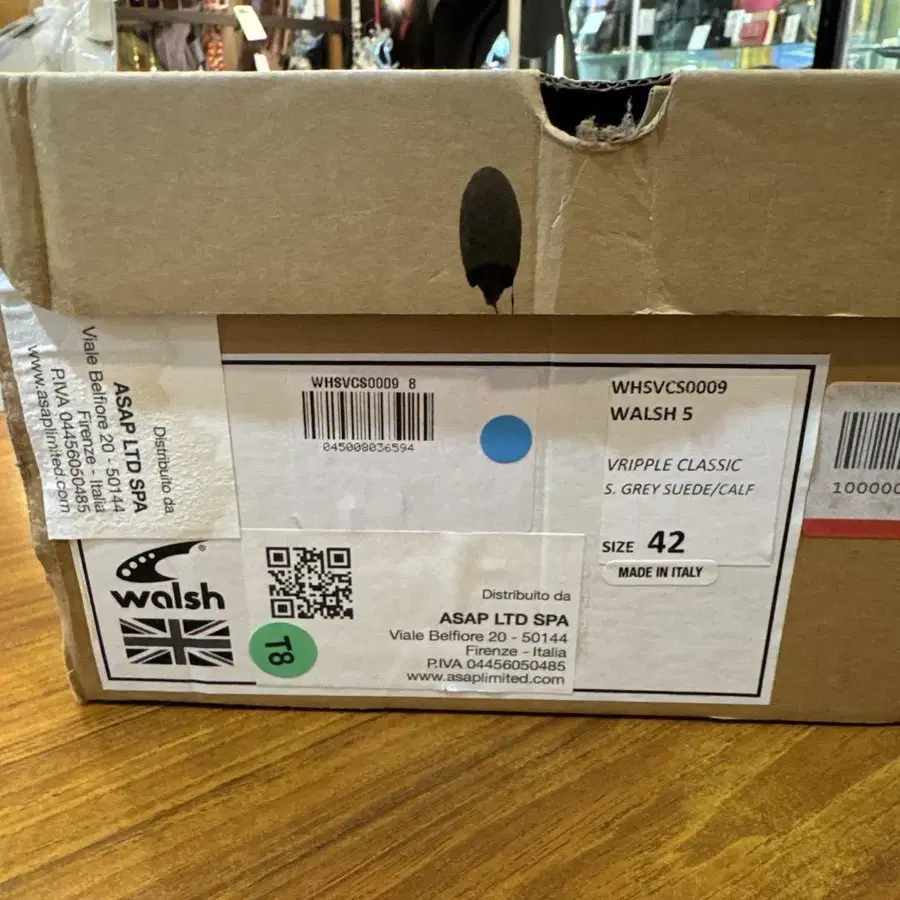 Distribuito da
ASAP LTD SPA
Viale Belfiore 20 - 50144
Firenze - Italia
P.IVA 04456050485
www.asaplimited.com
WHSVCS0009 8
045008036594
WHSVCS0009
WALSH 5
VRIPPLE CLASSIC
S. GREY SUEDE/CALF
SIZE 42
MADE IN ITALY
walsh®
T8
Distribuito da
ASAP LTD SPA
Viale Belfiore 20 - 50144
Firenze - Italia
P.IVA 04456050485
www.asaplimited.com